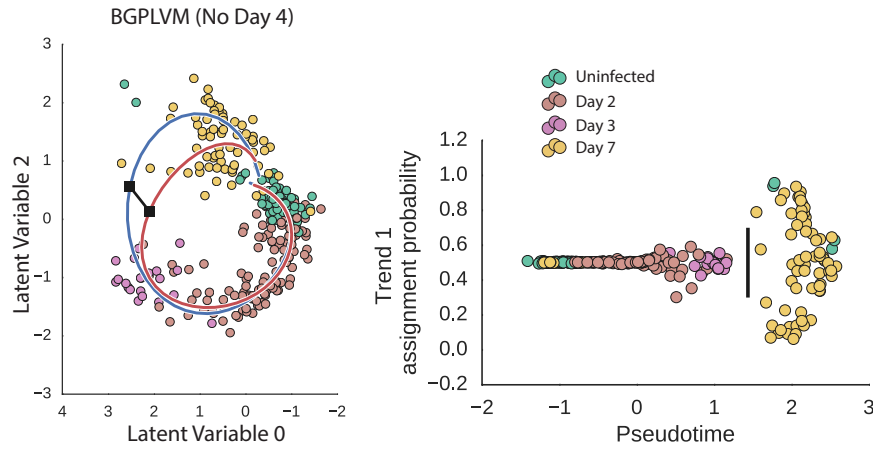 BGPLVM (No Day 4)
3
2
1
0
−1
−2
−3
4
3
2
1
0
−1
−2
Latent Variable 2
Latent Variable 0
Uninfected
Day 2
Day 3
Day 7
1.2
1.0
0.8
0.6
0.4
0.2
0.0
−0.2
−2
−1
0
1
2
3
Trend 1
assignment probability
Pseudotime